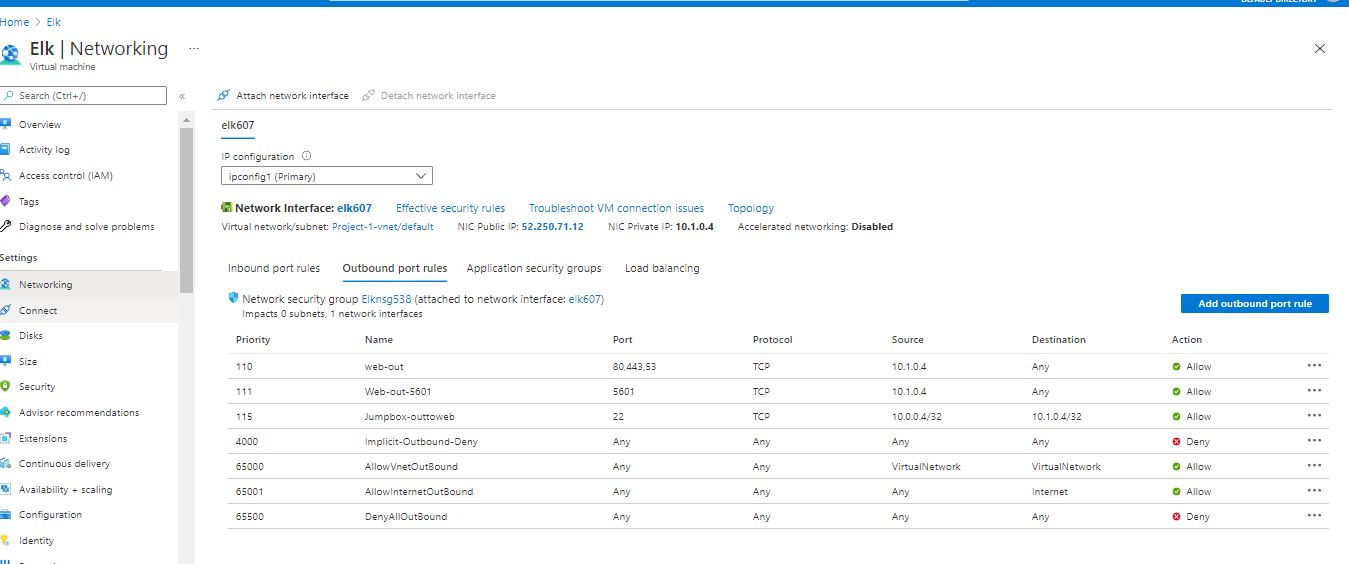 DEFAULT DIRECTORY
Home > Elk
Elk | Networking ...
Virtual machine
Search (Ctrl+/)
Overview
Activity log
Access control (IAM)
Tags
Diagnose and solve problems
Settings
Networking
Connect
Disks
Size
Security
Advisor recommendations
Extensions
Continuous delivery
Availability + scaling
Configuration
Identity
Attach network interface Detach network interface
elk607
IP configuration
ipconfig1 (Primary)
Network Interface: elk607 Effective security rules Troubleshoot VM connection issues Topology
Virtual network/subnet: Project-1-vnet/default NIC Public IP: 52.250.71.12 NIC Private IP: 10.1.0.4 Accelerated networking: Disabled
Inbound port rules Outbound port rules Application security groups Load balancing
Network security group Elknsg538 (attached to network interface: elk607)
Impacts 0 subnets, 1 network interfaces
Add outbound port rule
Priority Name Port Protocol Source Destination Action
110 web-out 80,443,53 TCP 10.1.0.4 Any Allow
111 Web-out-5601 5601 TCP 10.1.0.4 Any Allow
115 Jumpbox-outtoweb 22 TCP 10.0.0.4/32 10.1.0.4/32 Allow
4000 Implicit-Outbound-Deny Any Any Any Any Deny
65000 AllowVnetOutBound Any Any VirtualNetwork VirtualNetwork Allow
65001 AllowInternetOutBound Any Any Any Internet Allow
65500 DenyAllOutBound Any Any Any Any Deny